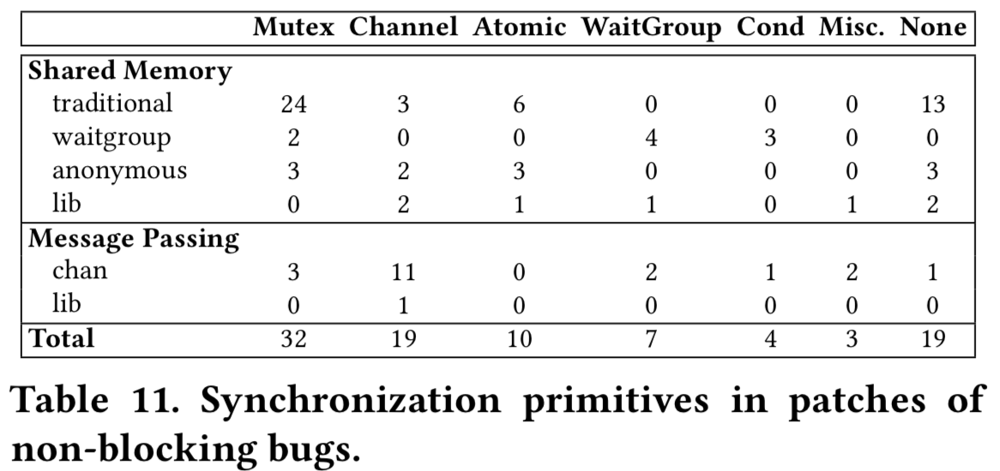 Mutex Channel Atomic WaitGroup Cond Misc. None
Shared Memory
traditional 24 3 6 0 0 0 13
waitgroup 2 0 0 4 3 0 0
anonymous 3 2 3 0 0 0 3
lib 0 2 1 1 0 1 2
Message Passing
chan 3 11 0 2 1 2 1
lib 0 1 0 0 0 0 0
Total 32 19 10 7 4 3 19
Table 11. Synchronization primitives in patches of
non-blocking bugs.